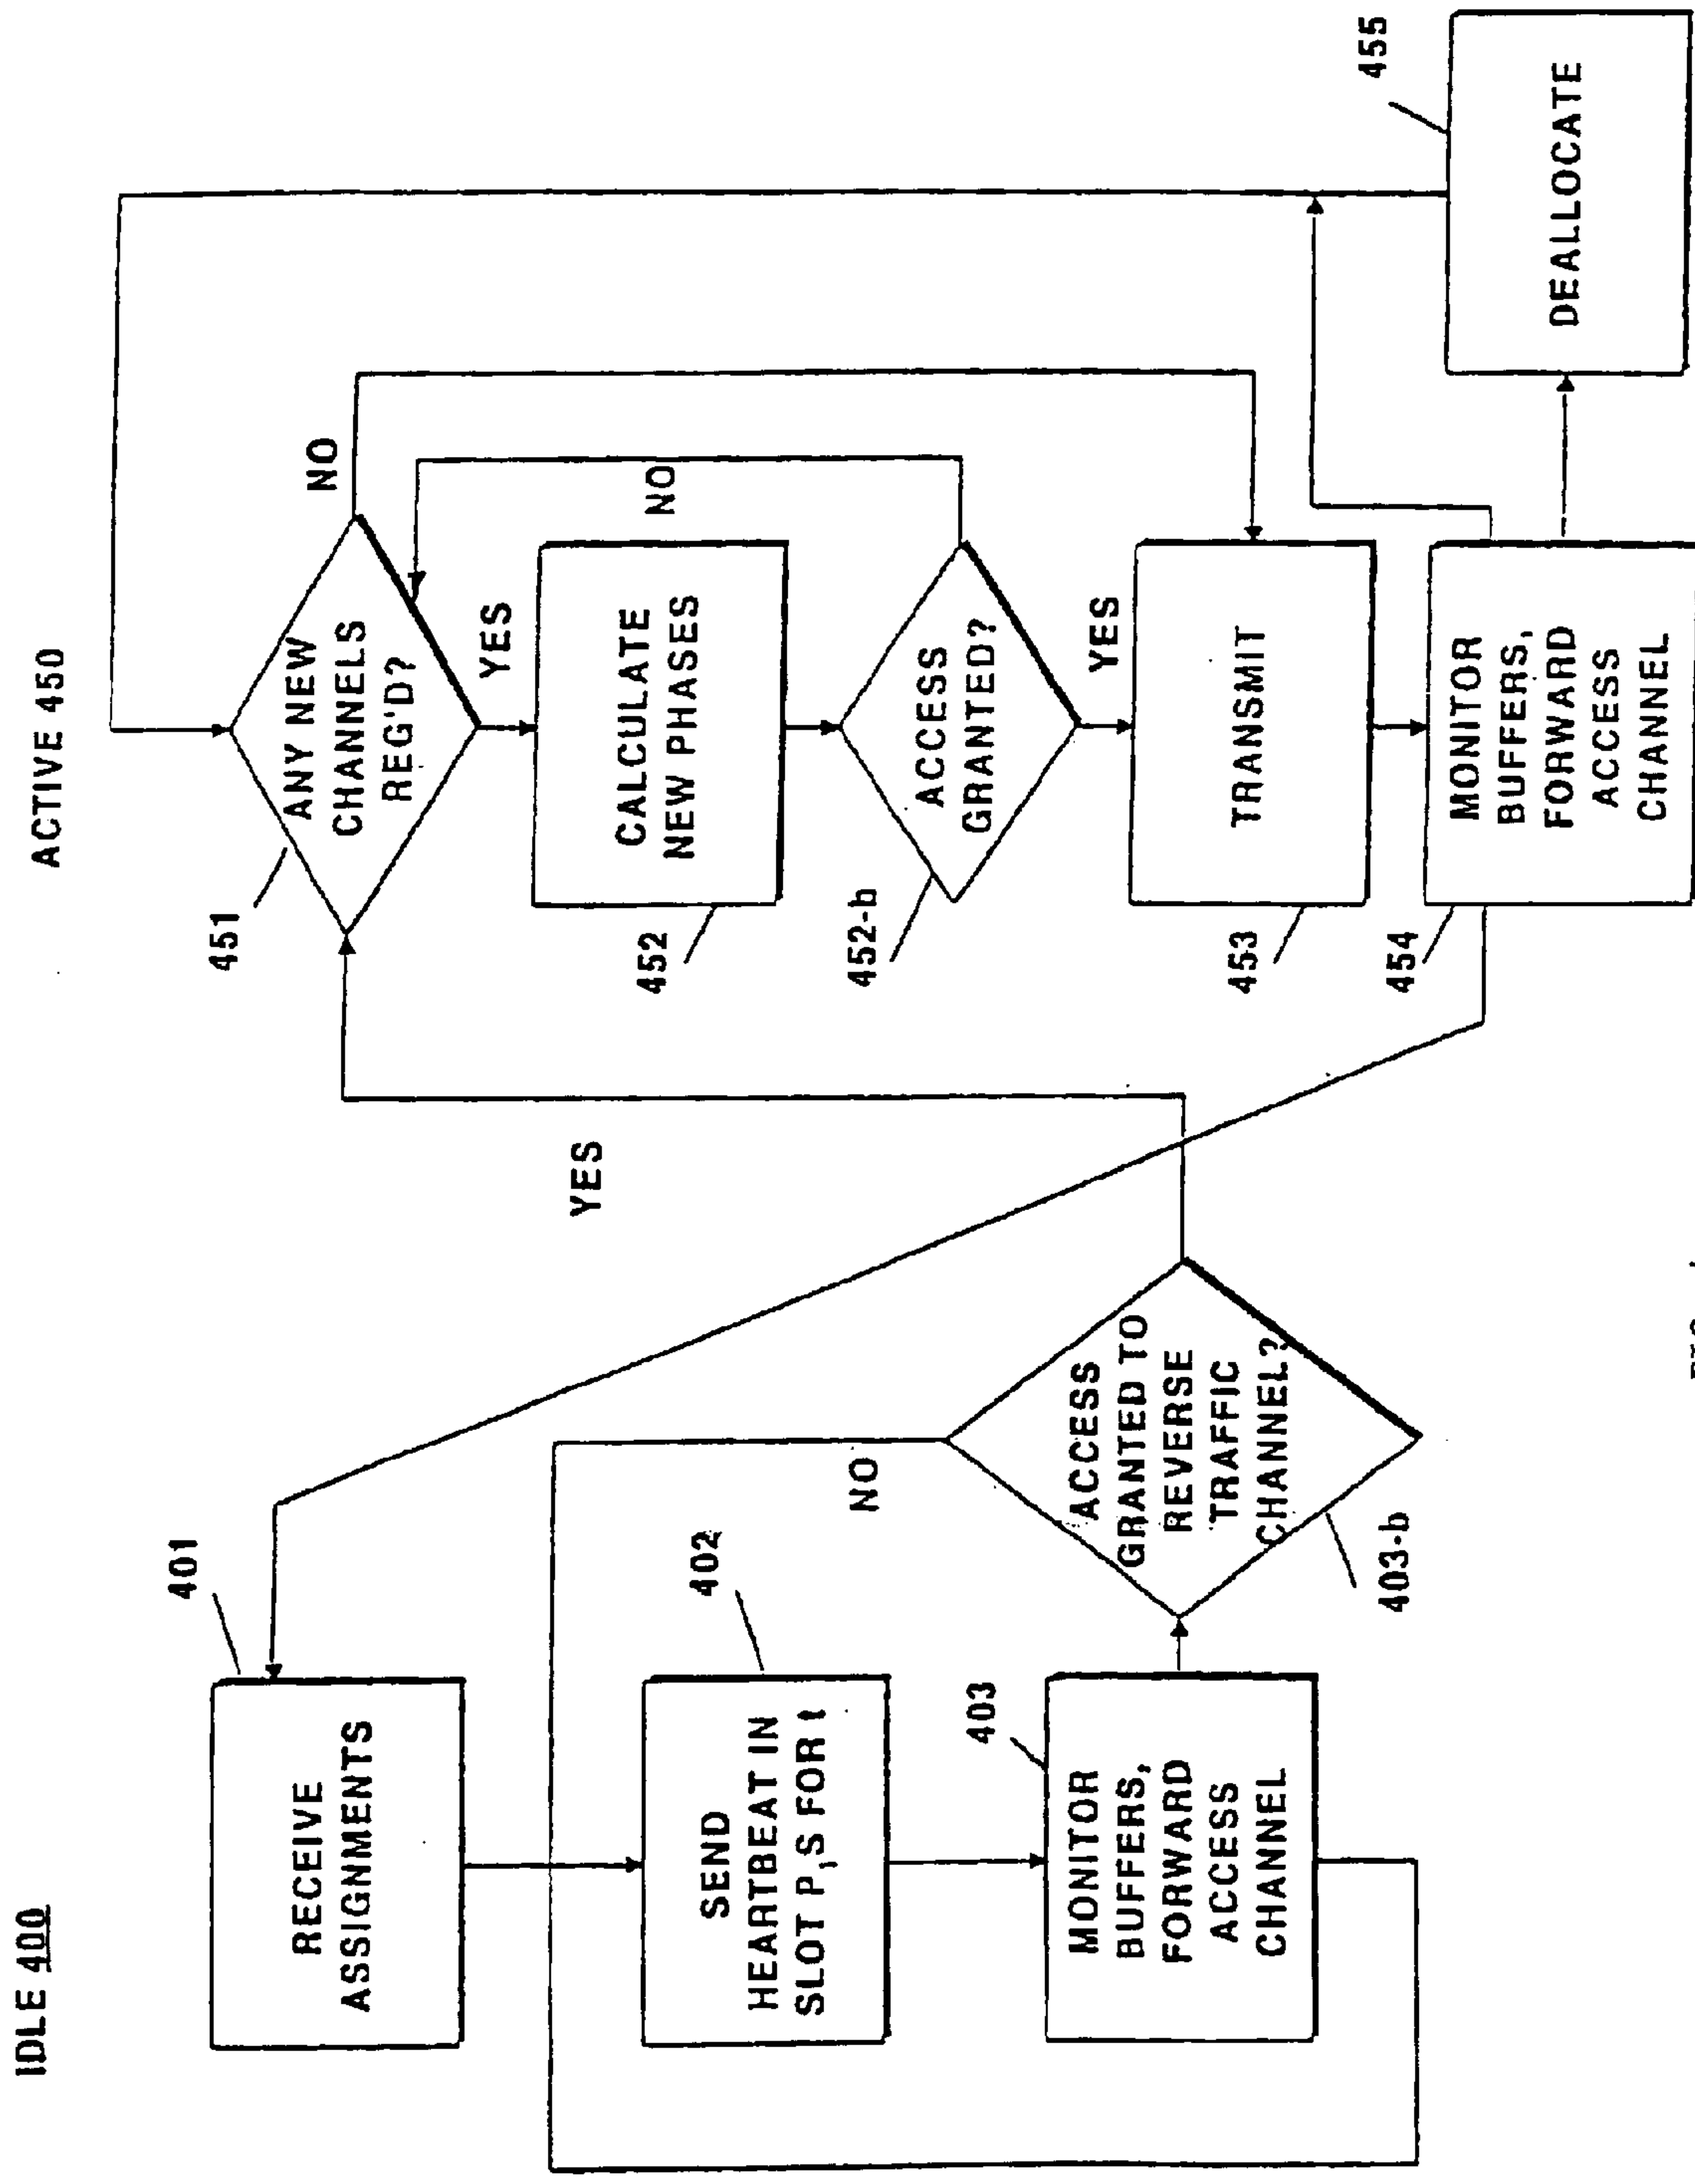 IDLE 400
401
RECEIVE
ASSIGNMENTS
402
SEND
HEARTBEAT IN
SLOT P,S FOR t
403
MONITOR
BUFFERS,
FORWARD
ACCESS
CHANNEL
ACCESS
GRANTED TO
REVERSE
TRAFFIC
CHANNEL?
403-b
NO
YES
ACTIVE 450
451
ANY NEW
CHANNELS
REG'D?
NO
YES
452
CALCULATE
NEW PHASES
NO
452-b
ACCESS
GRANTED?
YES
453
TRANSMIT
454
MONITOR
BUFFERS,
FORWARD
ACCESS
CHANNEL
455
DEALLOCATE